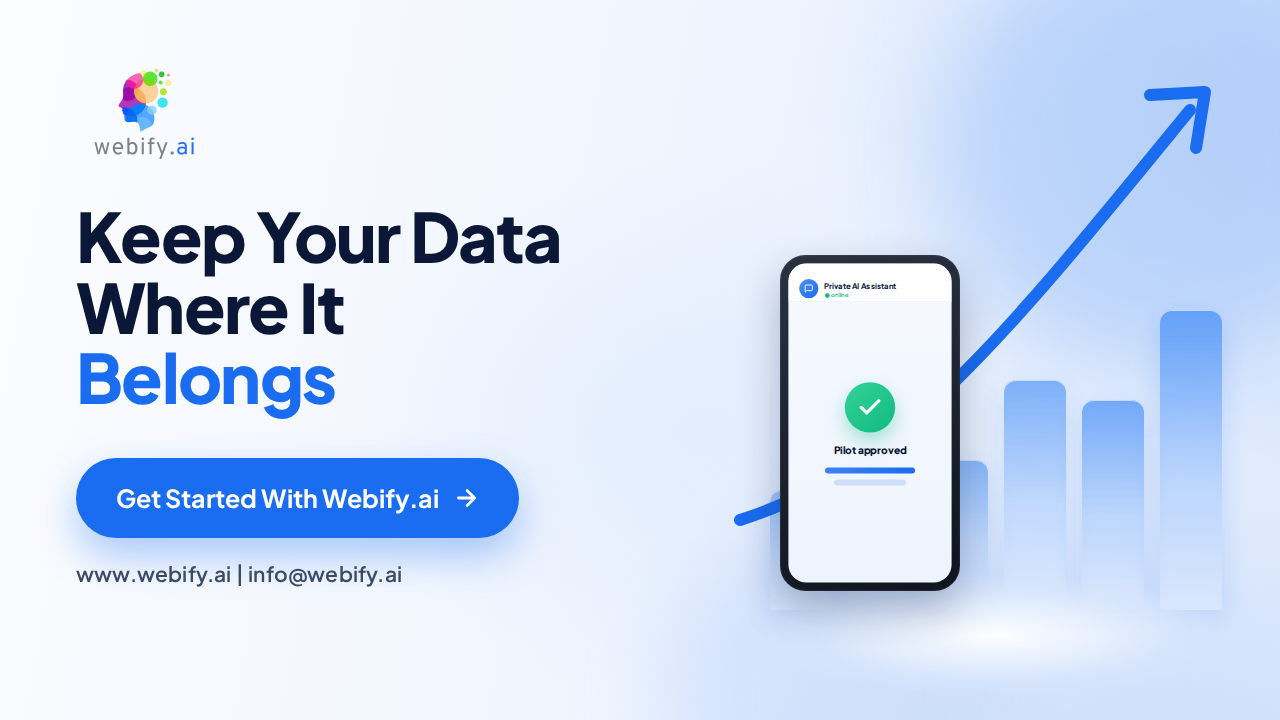 webify.ai
Keep Your Data
Where It
Belongs
Get Started With Webify.ai
www.webify.ai | info@webify.ai
Private AI Assistant
online
Pilot approved